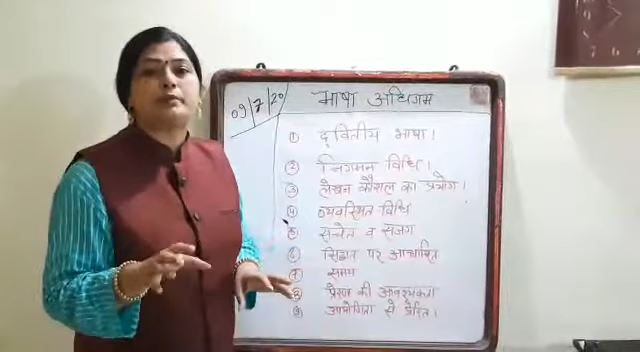 09/7/20
भाषा अधिगम
① द्वितीय भाषा।
② निगमन विधि।
③ लेखन कौशल का प्रयोग।
④ व्यवस्थित विधि
⑤ सचेत व सजग
⑥ सिद्धांत पर आधारित
⑦ समय
⑧ प्रेरणा की आवश्यकता
⑨ उपयोगिता से प्रेरित।